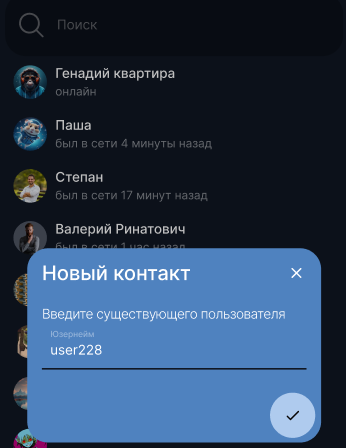 Поиск
Генадий квартира
онлайн
Паша
был в сети 4 минуты назад
Степан
был в сети 17 минут назад
Валерий Ринатович
был в сети 1 час назад
Новый контакт
Введите существующего пользователя
Юзернейм
user228